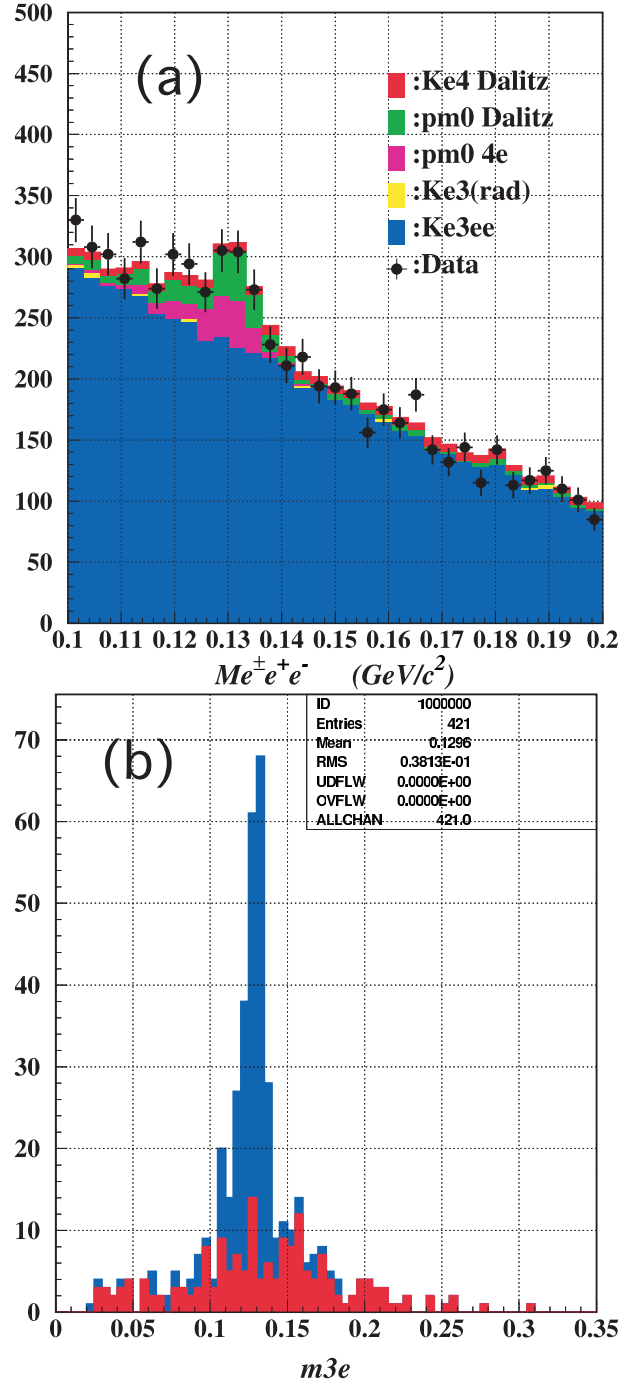 500
450
400
350
300
250
200
150
100
50
0
(a)
:Ke4 Dalitz
:pm0 Dalitz
:pm0 4e
:Ke3(rad)
:Ke3ee
:Data
0.1 0.11 0.12 0.13 0.14 0.15 0.16 0.17 0.18 0.19 0.2
Me±e+e- (GeV/c2)
70
60
50
40
30
20
10
0
(b)
ID 1000000
Entries 421
Mean 0.1296
RMS 0.3813E-01
UDFLW 0.0000E+00
OVFLW 0.0000E+00
ALLCHAN 421.0
0 0.05 0.1 0.15 0.2 0.25 0.3 0.35
m3e